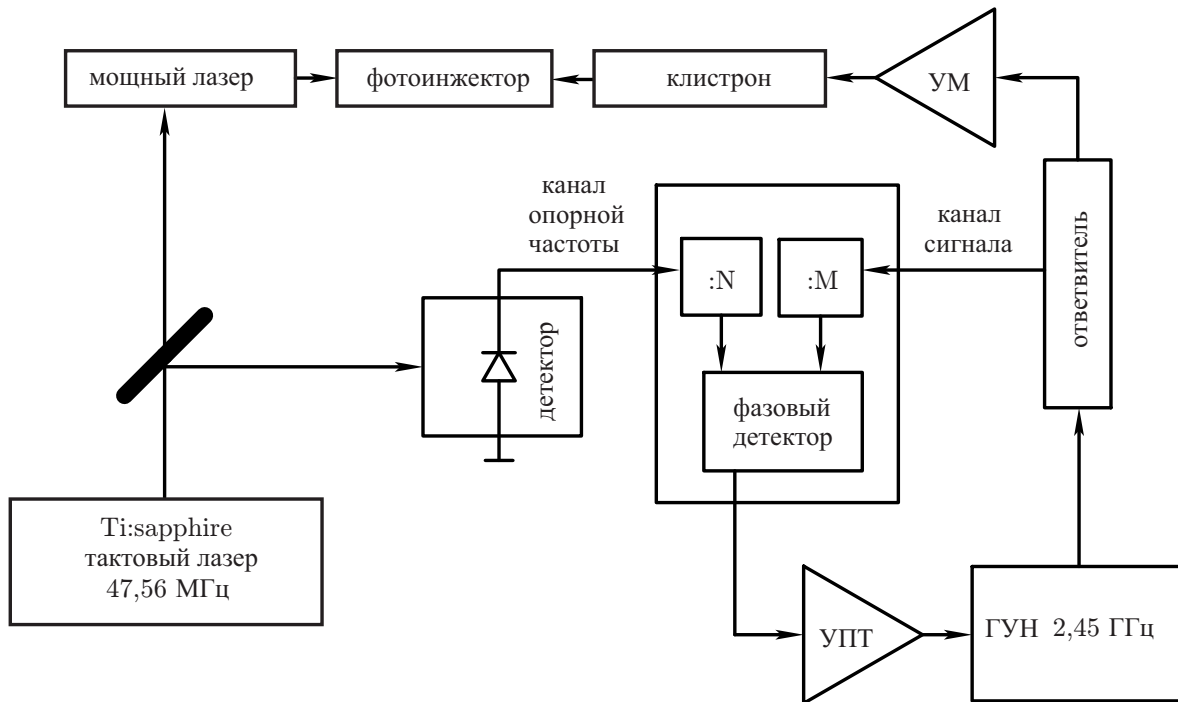 мощный лазер
фотоинжектор
клистрон
УМ
канал
опорной
частоты
канал
сигнала
:N
:M
ответвитель
детектор
фазовый
детектор
Ti:sapphire
тактовый лазер
47,56 МГц
УПТ
ГУН 2,45 ГГц